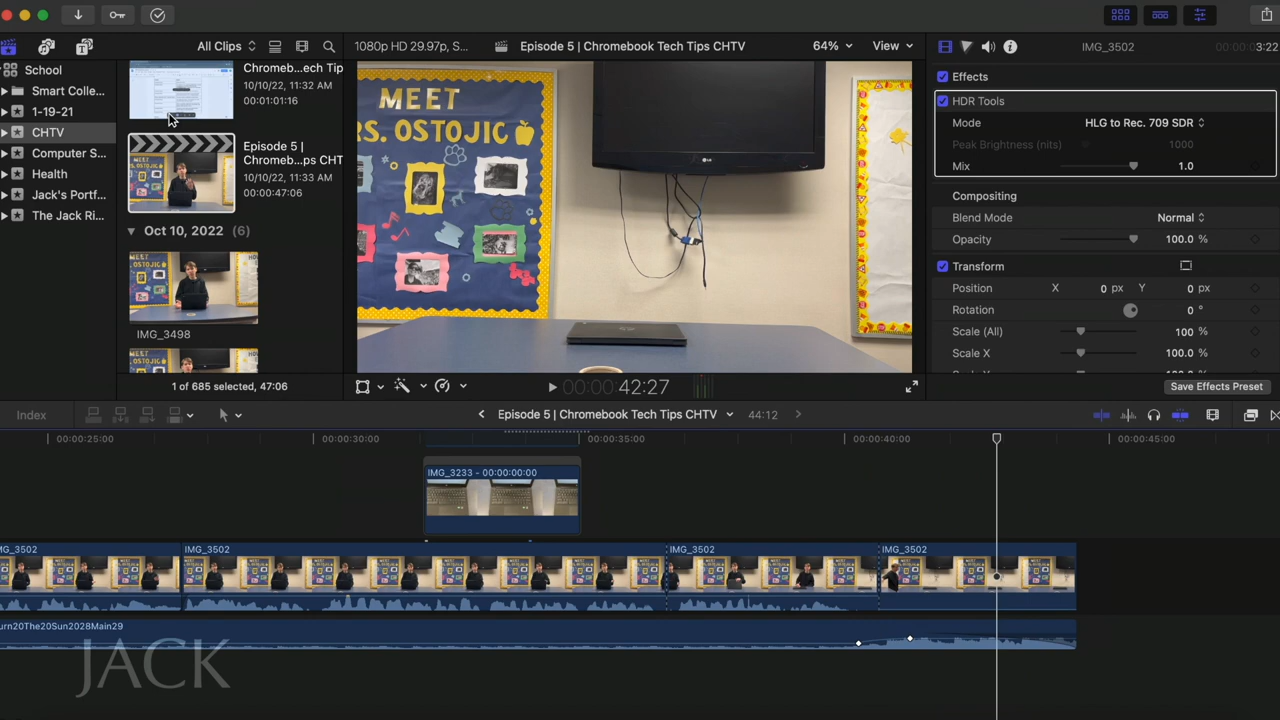 All Clips
1080p HD 29.97p, S...
Episode 5 | Chromebook Tech Tips CHTV
64%
View
IMG_3502
00:00:03:22
School
Smart Colle...
1-19-21
CHTV
Computer S...
Health
Jack's Portf...
The Jack Ri...
Chromeb...ech Tip
10/10/22, 11:32 AM
00:01:01:16
Episode 5 |
Chromeb...ps CHT
10/10/22, 11:33 AM
00:00:47:06
Oct 10, 2022 (6)
IMG_3498
1 of 685 selected, 47:06
MEET
RS. OSTOJIC
LG
00:00:42:27
Effects
HDR Tools
Mode HLG to Rec. 709 SDR
Peak Brightness (nits) 1000
Mix 1.0
Compositing
Blend Mode Normal
Opacity 100.0 %
Transform
Position X 0 px Y 0 px
Rotation 0 °
Scale (All) 100 %
Scale X 100.0 %
Save Effects Preset
Index
Episode 5 | Chromebook Tech Tips CHTV
44:12
00:00:25:00
00:00:30:00
00:00:35:00
00:00:40:00
00:00:45:00
IMG_3233 - 00:00:00:00
MG_3502
IMG_3502
IMG_3502
IMG_3502
urn20The20Sun2028Main29
JACK